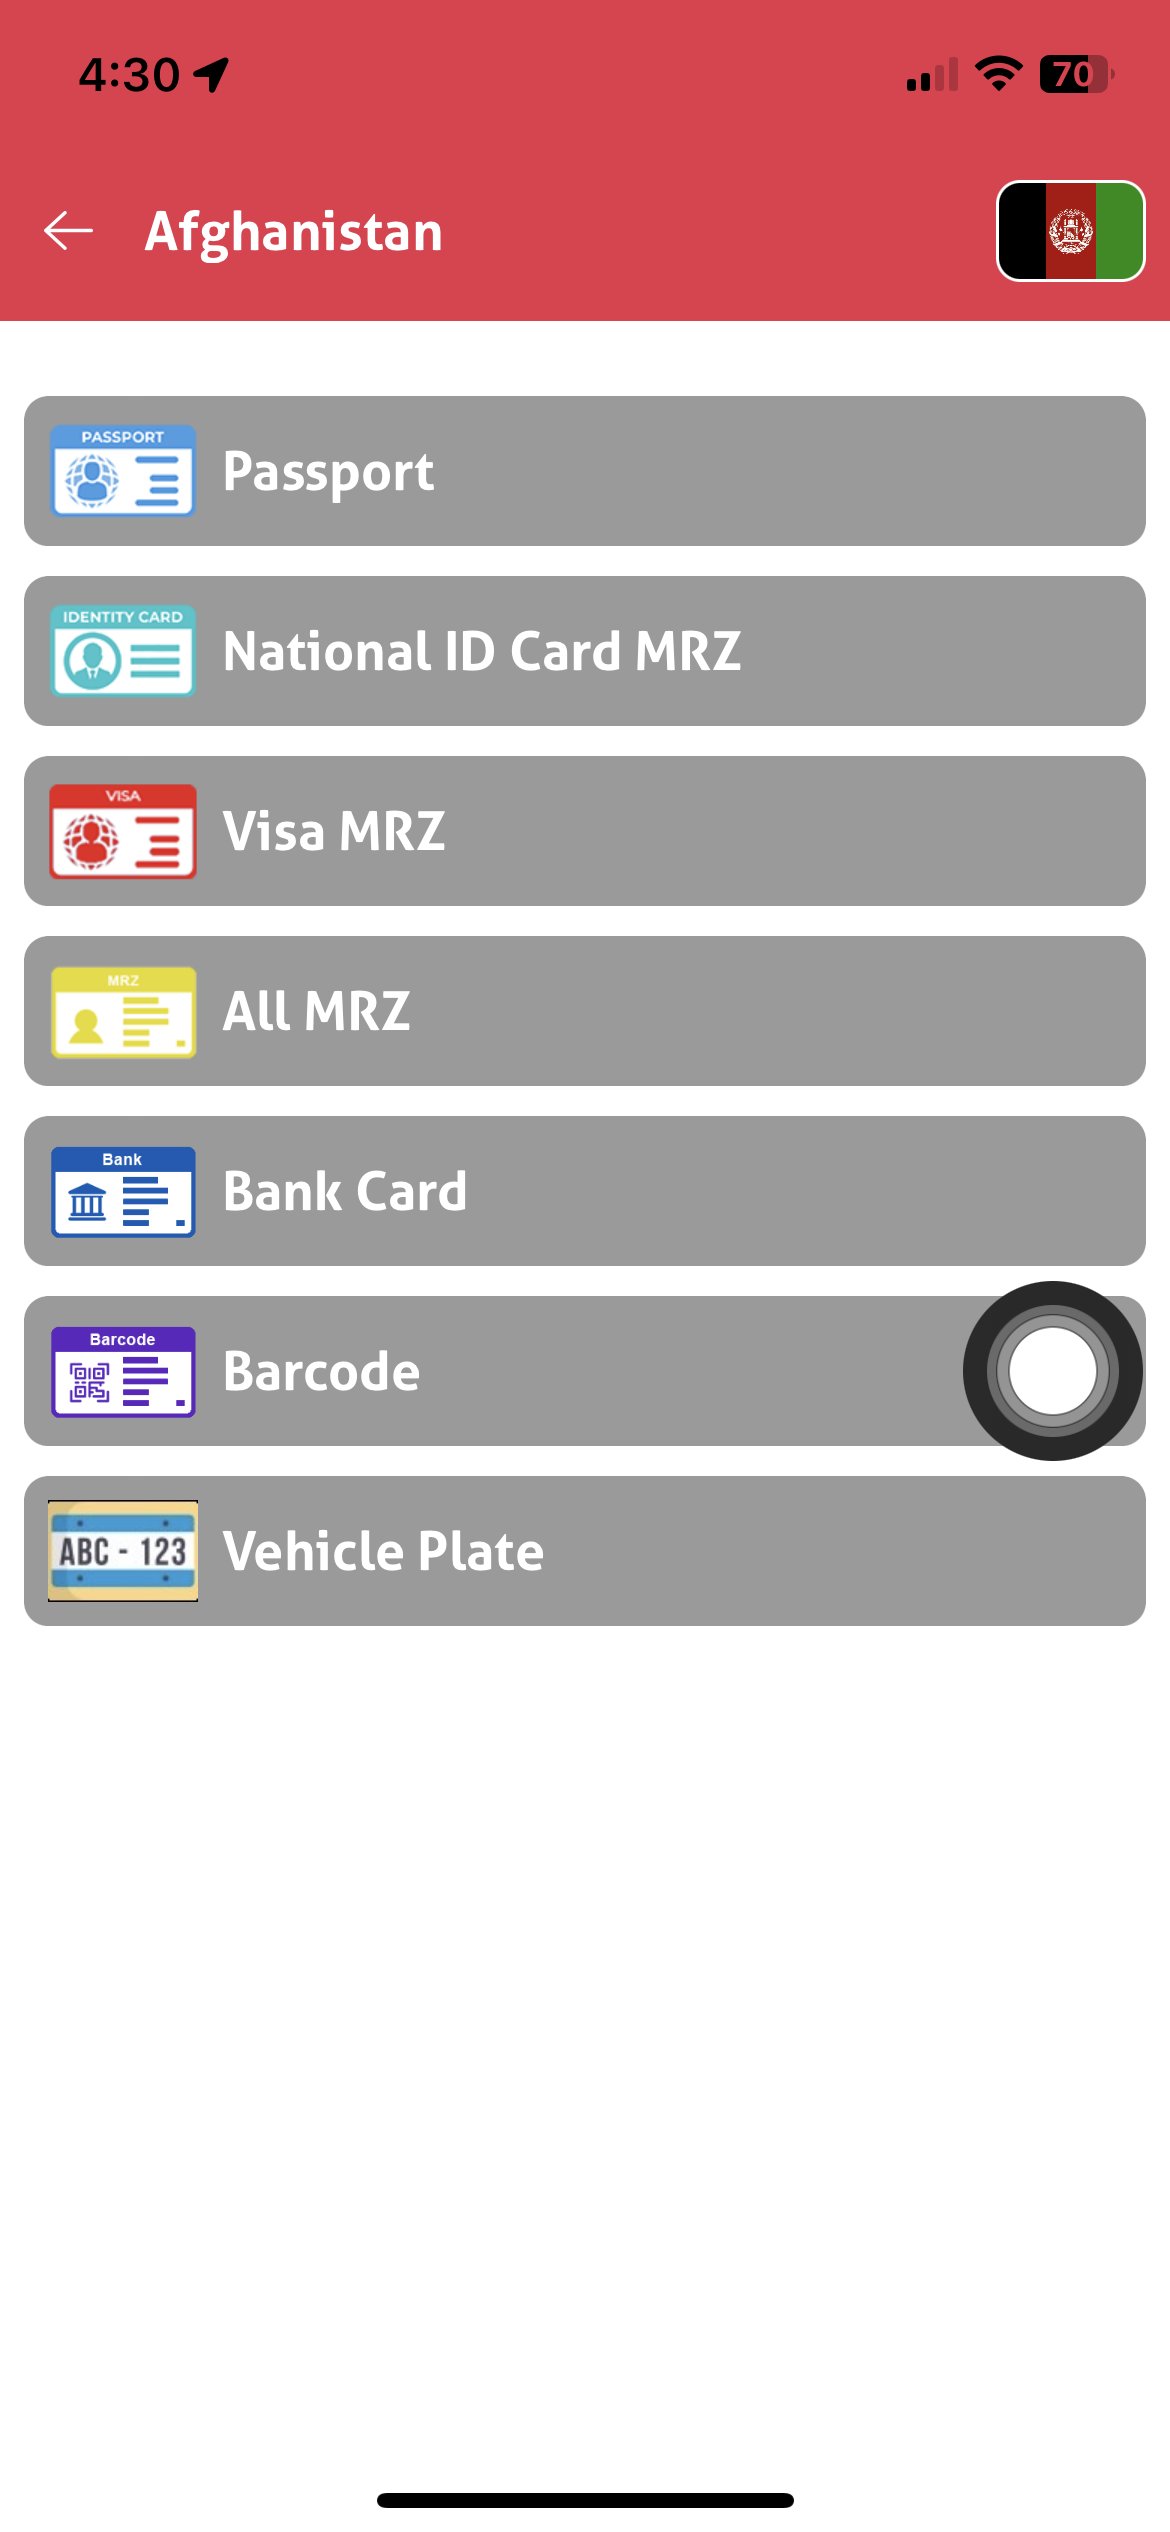 4:30
70
Afghanistan
PASSPORT
Passport
IDENTITY CARD
National ID Card MRZ
VISA
Visa MRZ
MRZ
All MRZ
Bank
Bank Card
Barcode
Barcode
ABC - 123
Vehicle Plate